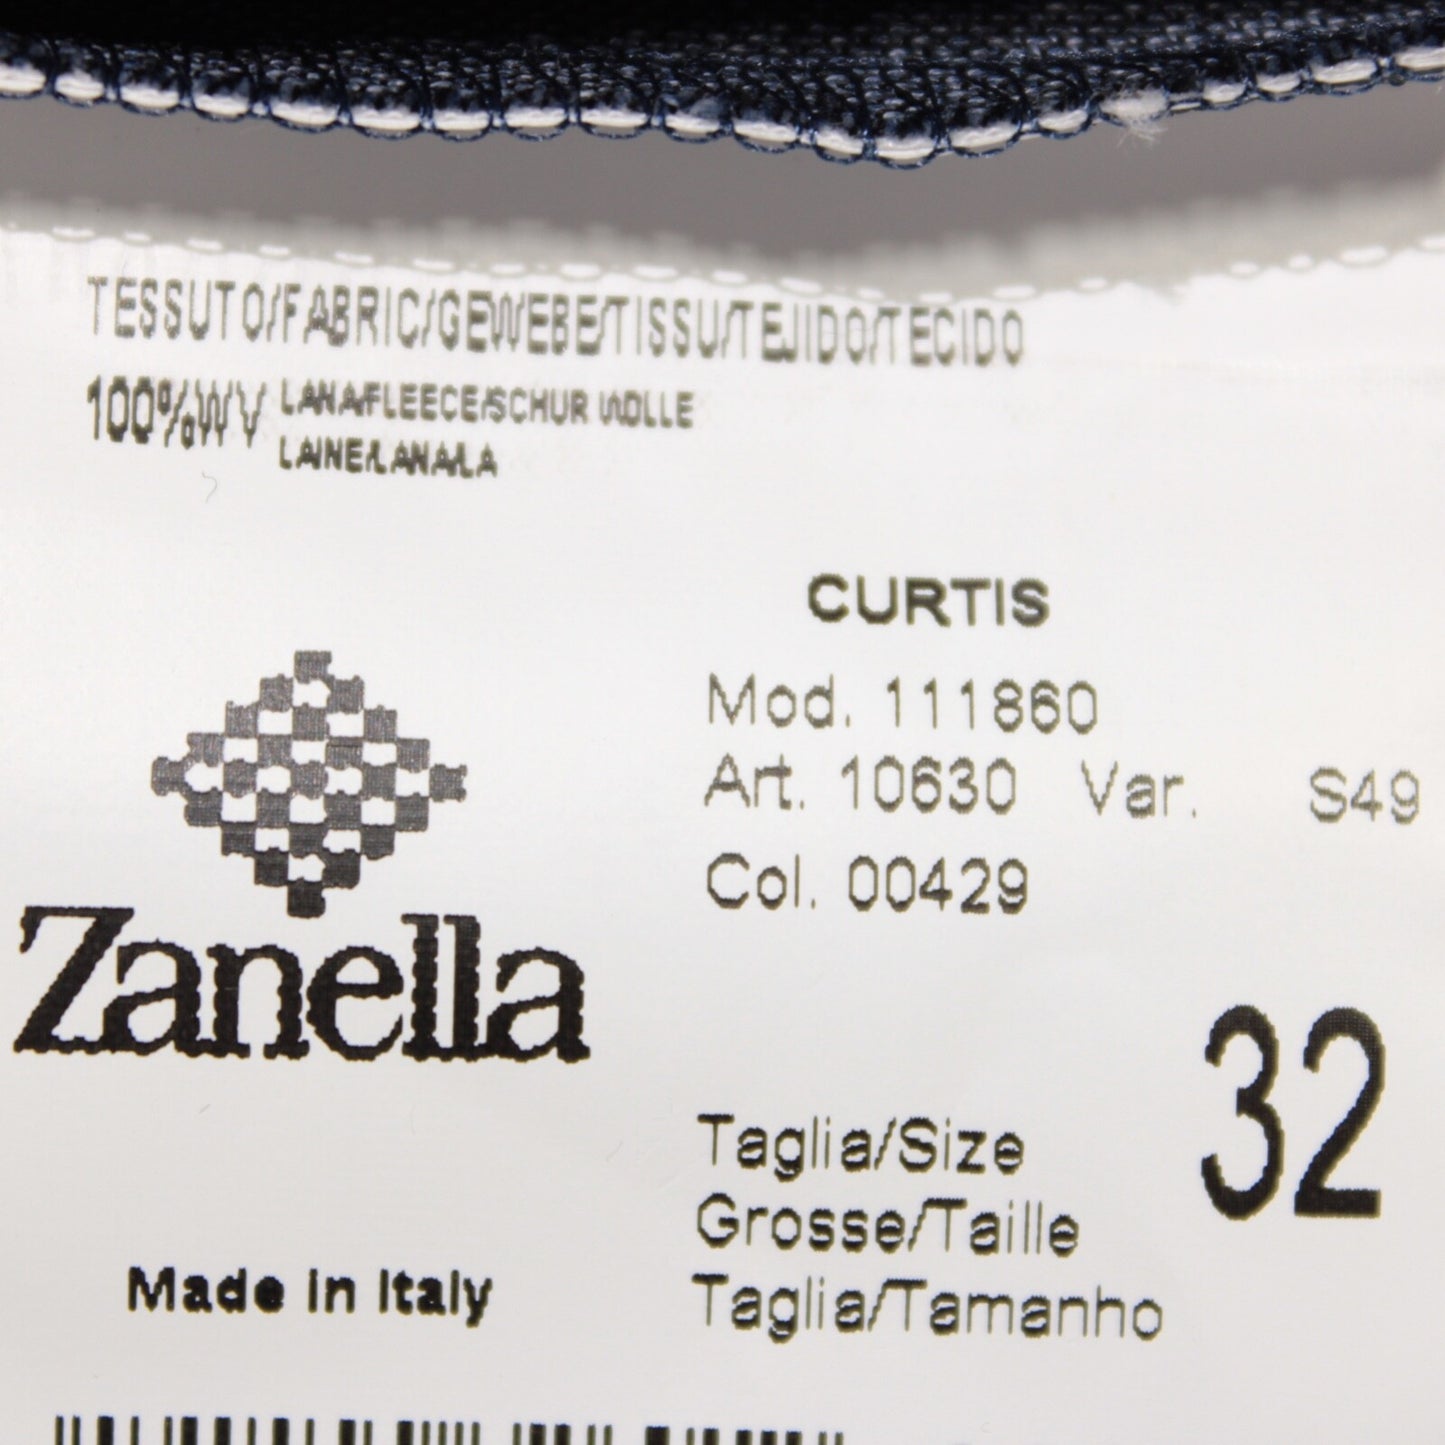 TESSUTO/FABRIC/GEWEBE/TISSU/TEJIDO/TECIDO
100%WV LANA/FLEECE/SCHUR WOLLE
LAINE/LANA/LA
CURTIS
Mod. 111860
Art. 10630 Var. S49
Col. 00429
Zanella
32
Taglia/Size
Grosse/Taille
Taglia/Tamanho
Made in Italy